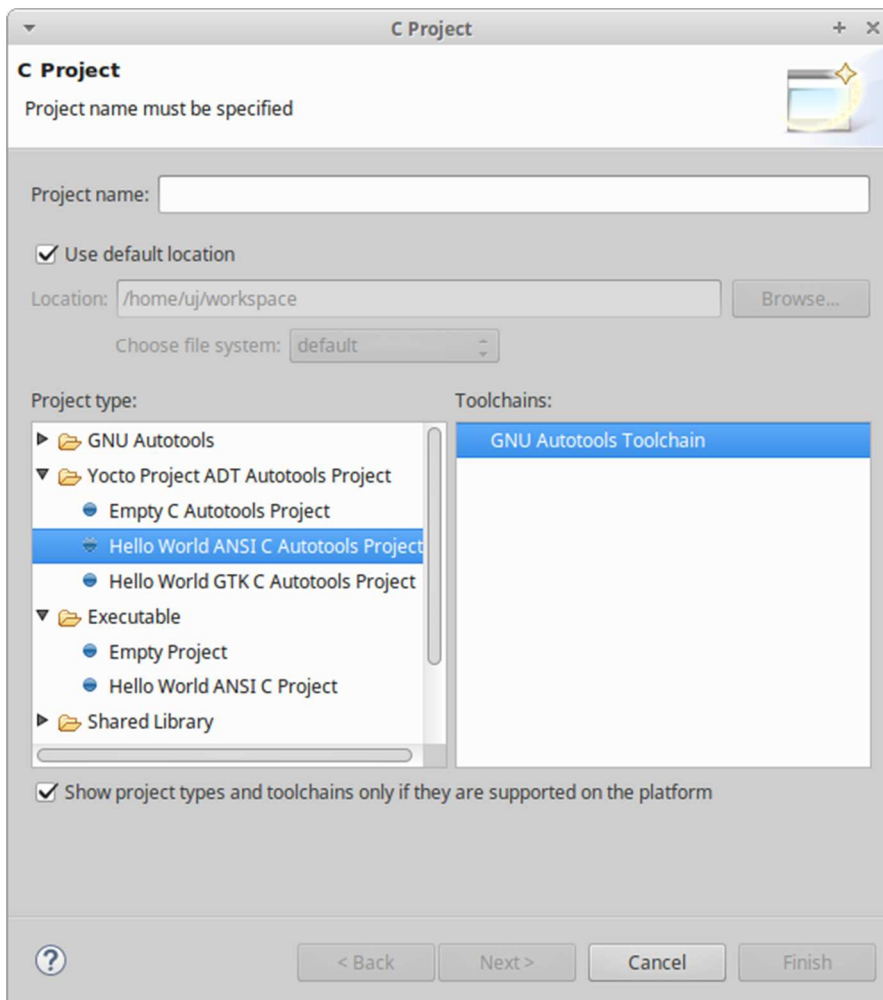 C Project
C Project
Project name must be specified
Project name:
Use default location
Location: /home/uj/workspace Browse...
Choose file system: default
Project type: Toolchains:
GNU Autotools GNU Autotools Toolchain
Yocto Project ADT Autotools Project
Empty C Autotools Project
Hello World ANSI C Autotools Project
Hello World GTK C Autotools Project
Executable
Empty Project
Hello World ANSI C Project
Shared Library
Show project types and toolchains only if they are supported on the platform
? < Back Next > Cancel Finish